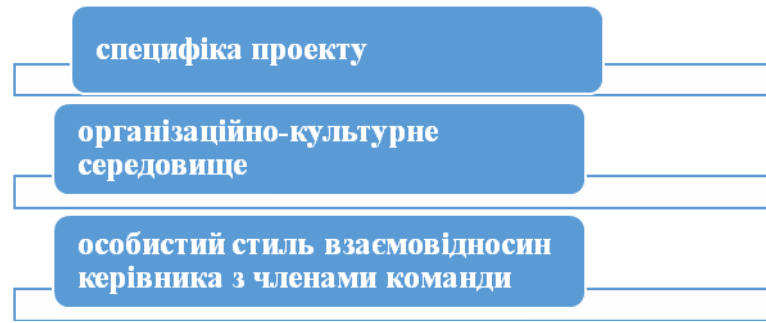 специфіка проекту
організаційно-культурне
середовище
особистий стиль взаємовідносин
керівника з членами команди